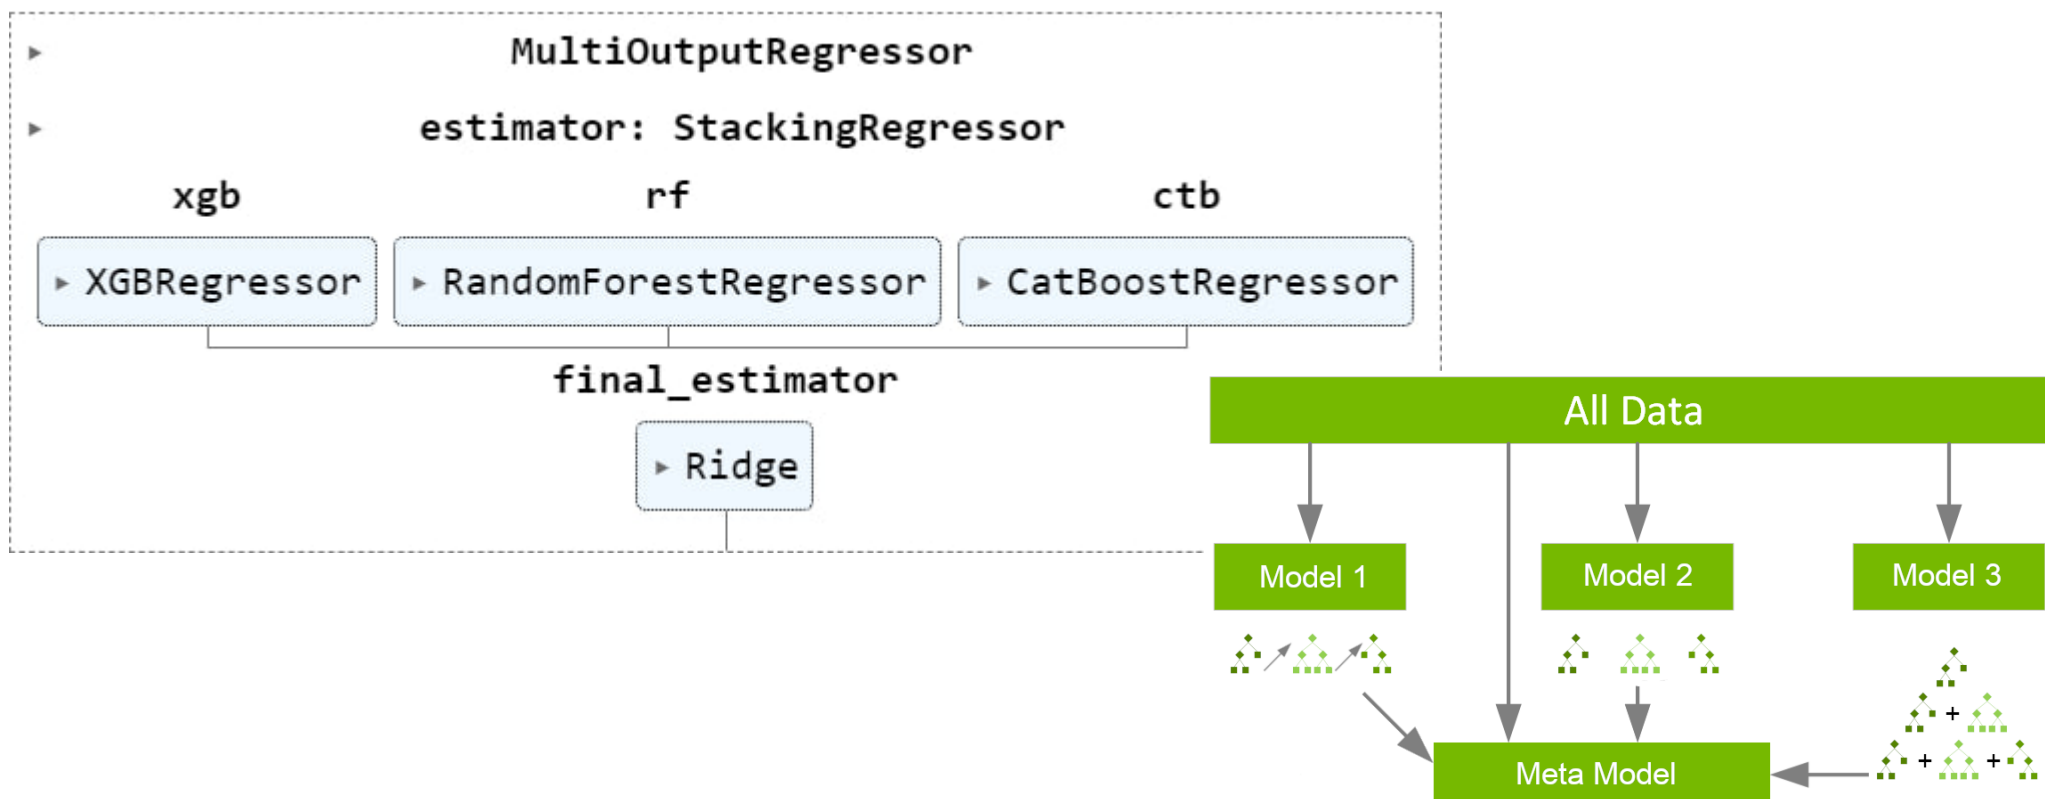 MultiOutputRegressor
estimator: StackingRegressor
xgb rf ctb
XGBRegressor RandomForestRegressor CatBoostRegressor
final_estimator
Ridge
All Data
Model 1 Model 2 Model 3
+
+ +
Meta Model